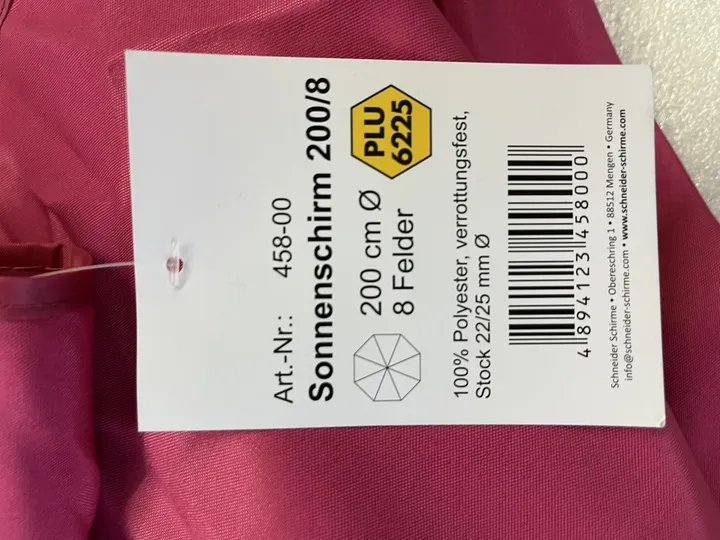 Art.-Nr.: 458-00
Sonnenschirm 200/8
200 cm Ø
8 Felder
PLU
6225
100% Polyester, verrottungsfest,
Stock 22/25 mm Ø
4 894123 458000
Schneider Schirme • Obereschring 1 • 88512 Mengen • Germany
info@schneider-schirme.com • www.schneider-schirme.com